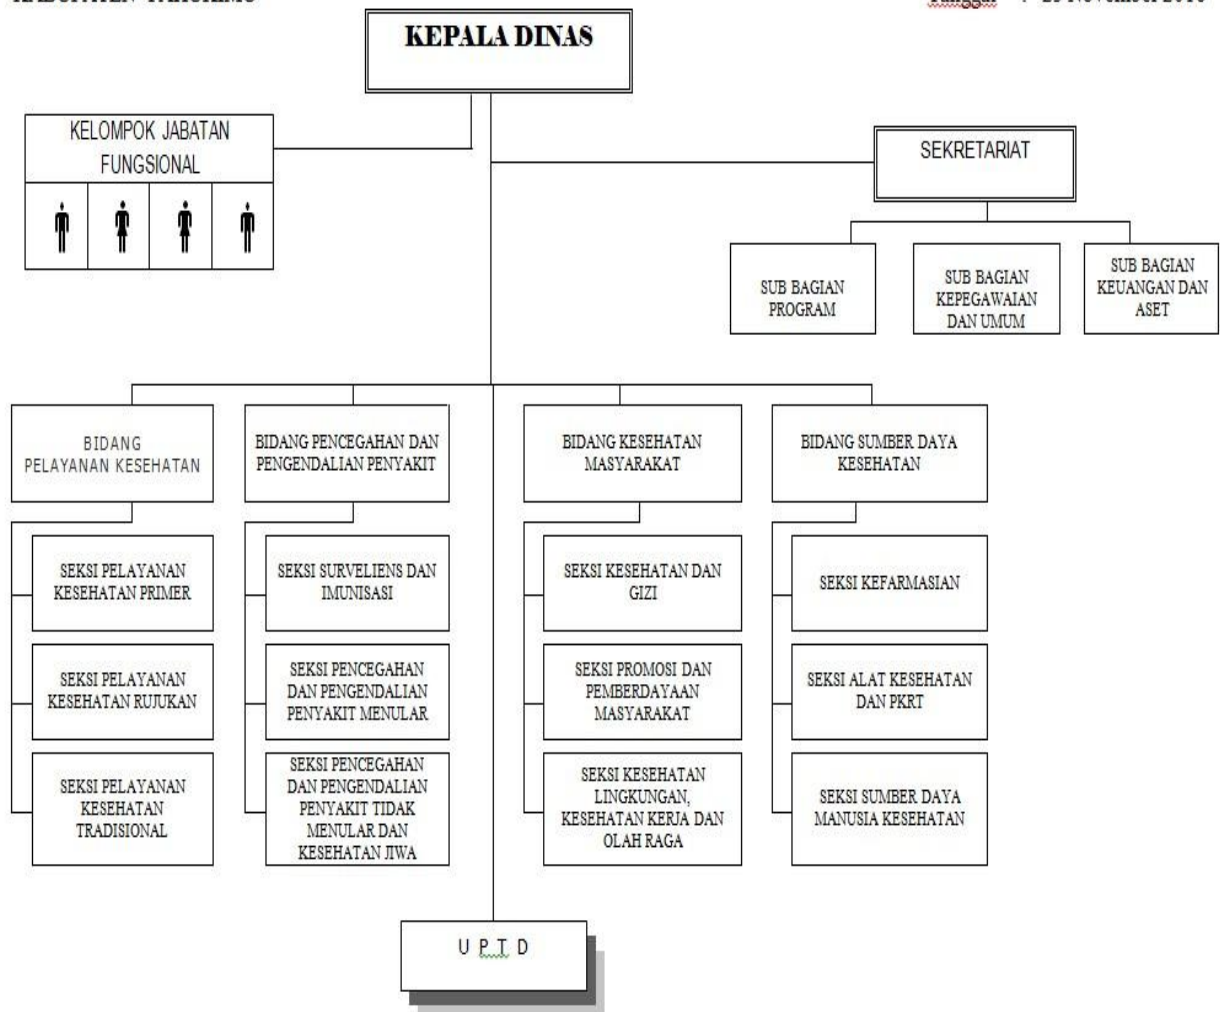 KEPALA DINAS
KELOMPOK JABATAN
FUNGSIONAL
SEKRETARIAT
SUB BAGIAN
PROGRAM
SUB BAGIAN
KEPEGAWAIAN
DAN UMUM
SUB BAGIAN
KEUANGAN DAN
ASET
BIDANG
PELAYANAN KESEHATAN
BIDANG PENCEGAHAN DAN
PENGENDALIAN PENYAKIT
BIDANG KESEHATAN
MASYARAKAT
BIDANG SUMBER DAYA
KESEHATAN
SEKSI PELAYANAN
KESEHATAN PRIMER
SEKSI PELAYANAN
KESEHATAN RUJUKAN
SEKSI PELAYANAN
KESEHATAN
TRADISIONAL
SEKSI SURVELIENS DAN
IMUNISASI
SEKSI PENCEGAHAN
DAN PENGENDALIAN
PENYAKIT MENULAR
SEKSI PENCEGAHAN
DAN PENGENDALIAN
PENYAKIT TIDAK
MENULAR DAN
KESEHATAN JIWA
SEKSI KESEHATAN DAN
GIZI
SEKSI PROMOSI DAN
PEMBERDAYAAN
MASYARAKAT
SEKSI KESEHATAN
LINGKUNGAN,
KESEHATAN KERJA DAN
OLAH RAGA
SEKSI KEFARMASIAN
SEKSI ALAT KESEHATAN
DAN PKRT
SEKSI SUMBER DAYA
MANUSIA KESEHATAN
U P T D